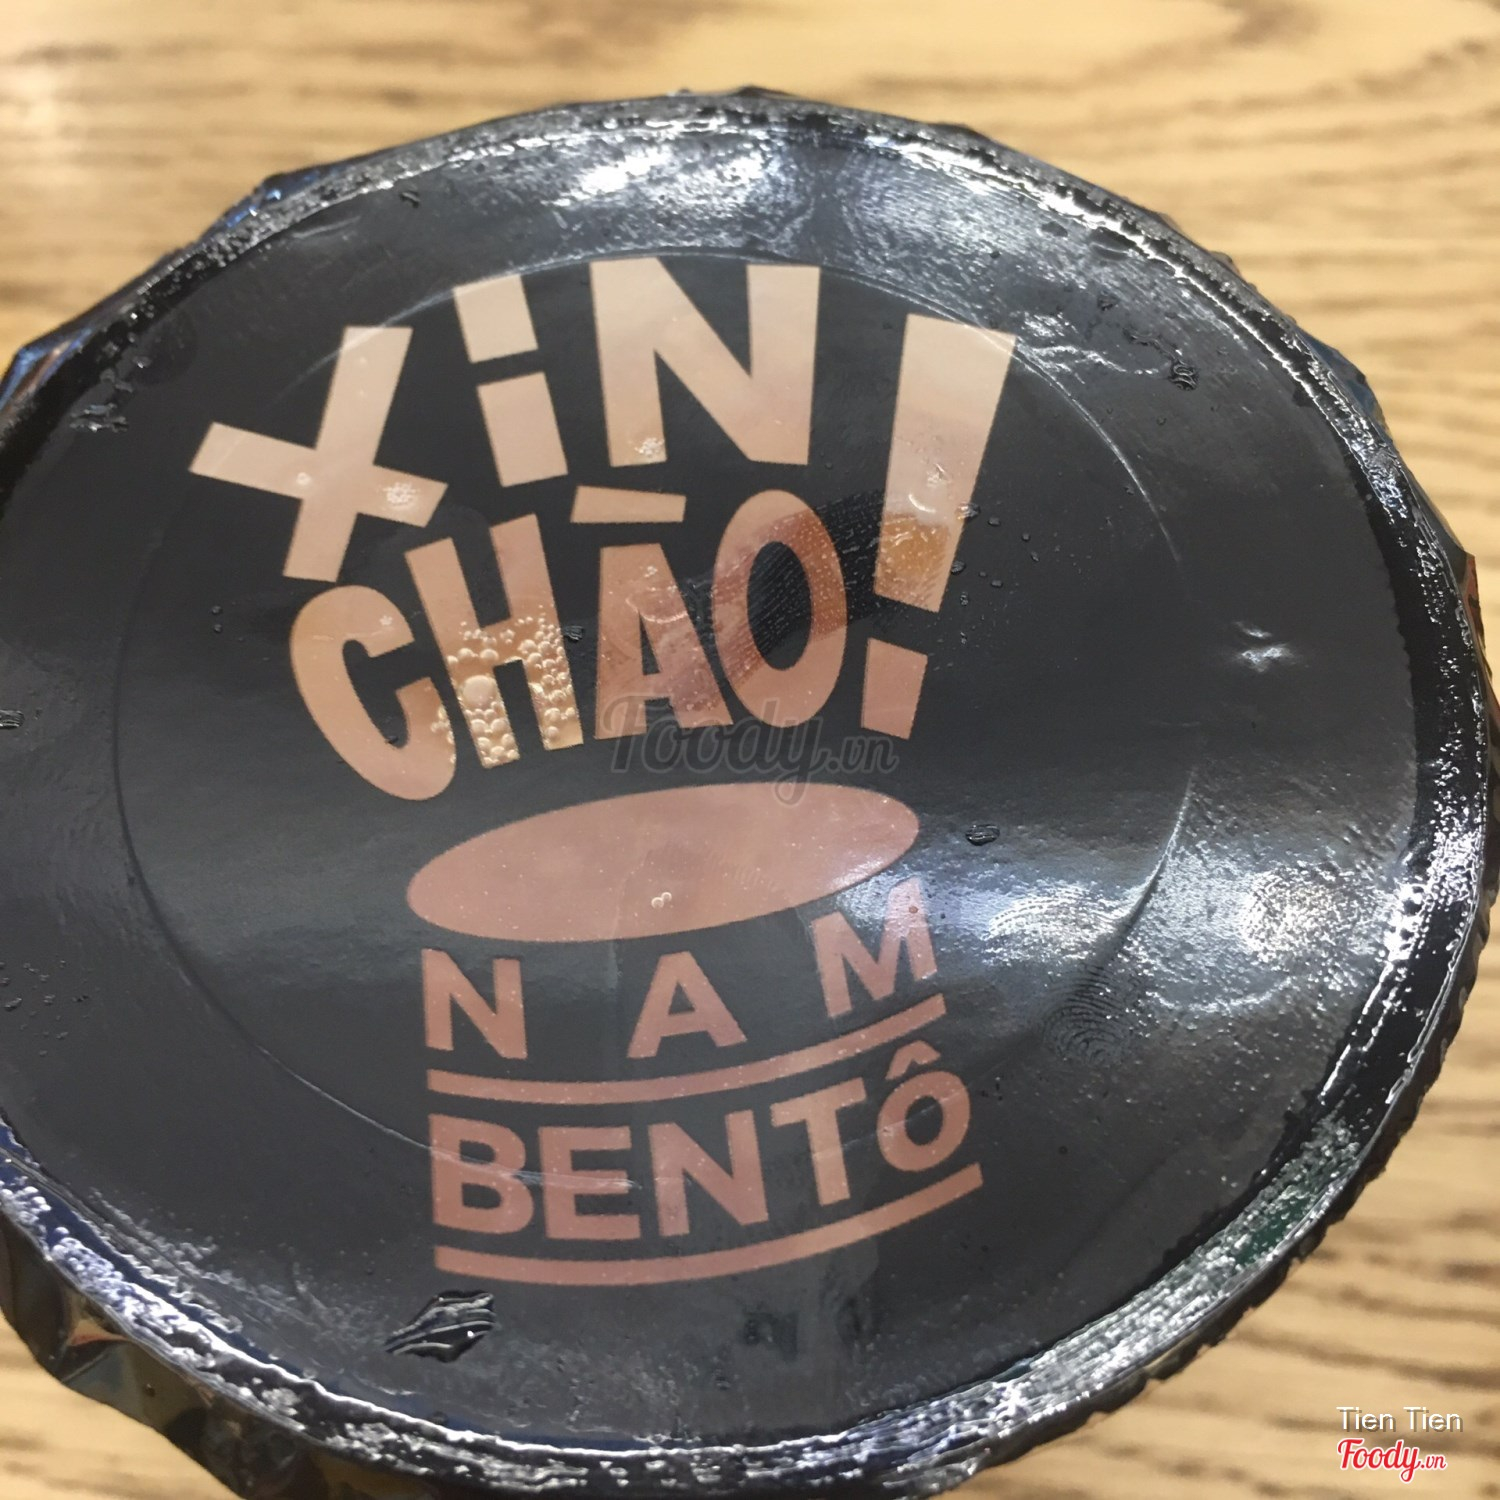 XIN
CHÀO!
Foody.vn
NAM
BENTÔ
Tien Tien
Foody.vn